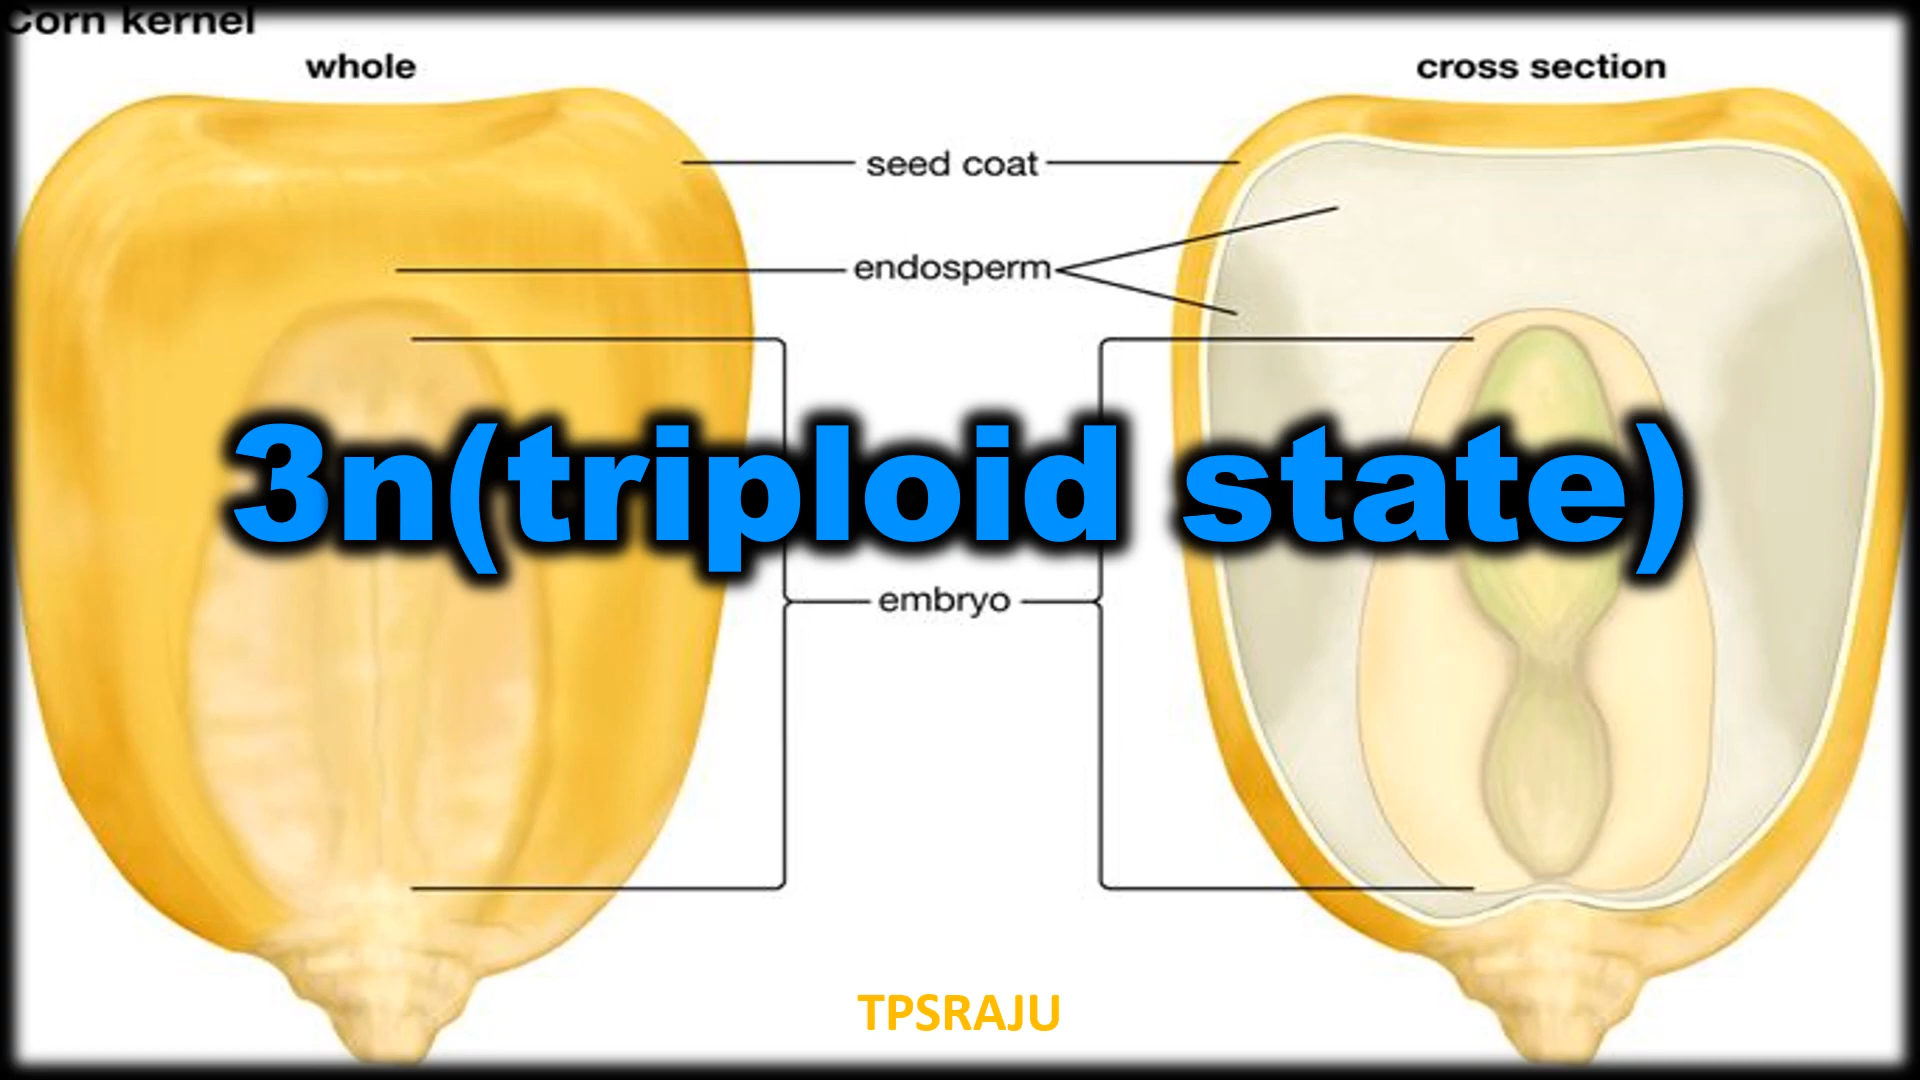 Corn kernel
whole
cross section
seed coat
endosperm
3n(triploid state)
embryo
TPSRAJU